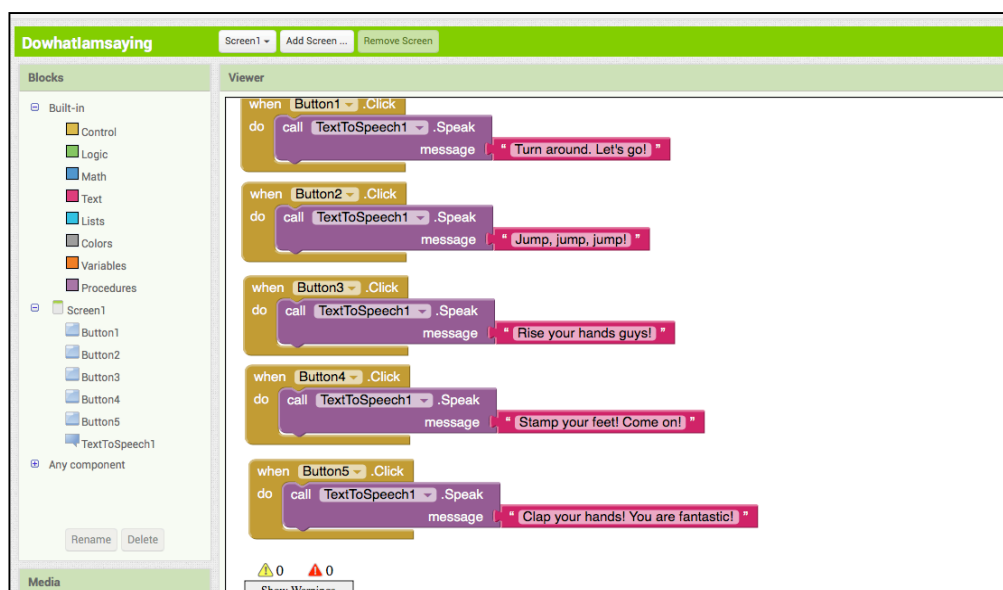 Dowhatlamsaying Screen1 Add Screen ... Remove Screen
Blocks
Built-in
Control
Logic
Math
Text
Lists
Colors
Variables
Procedures
Screen1
Button1
Button2
Button3
Button4
Button5
TextToSpeech1
Any component
Rename Delete
Media
Viewer
when Button1 .Click
do call TextToSpeech1 .Speak
message " Turn around. Let's go! "
when Button2 .Click
do call TextToSpeech1 .Speak
message " Jump, jump, jump! "
when Button3 .Click
do call TextToSpeech1 .Speak
message " Rise your hands guys! "
when Button4 .Click
do call TextToSpeech1 .Speak
message " Stamp your feet! Come on! "
when Button5 .Click
do call TextToSpeech1 .Speak
message " Clap your hands! You are fantastic! "
0 0
Show Warnings